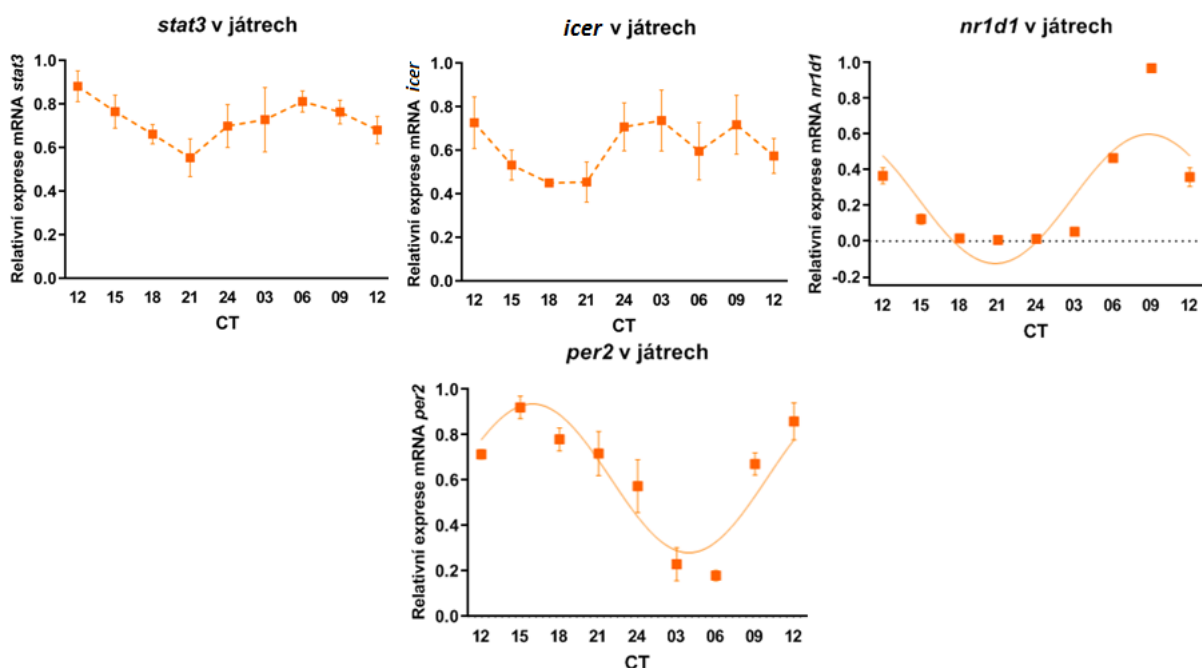 stat3 v játrech
Relativní exprese mRNA stat3
1.0
0.8
0.6
0.4
0.2
0.0
12 15 18 21 24 03 06 09 12
CT
icer v játrech
Relativní exprese mRNA icer
1.0
0.8
0.6
0.4
0.2
0.0
12 15 18 21 24 03 06 09 12
CT
nr1d1 v játrech
Relativní exprese mRNA nr1d1
1.0
0.8
0.6
0.4
0.2
0.0
-0.2
12 15 18 21 24 03 06 09 12
CT
per2 v játrech
Relativní exprese mRNA per2
1.0
0.8
0.6
0.4
0.2
0.0
12 15 18 21 24 03 06 09 12
CT